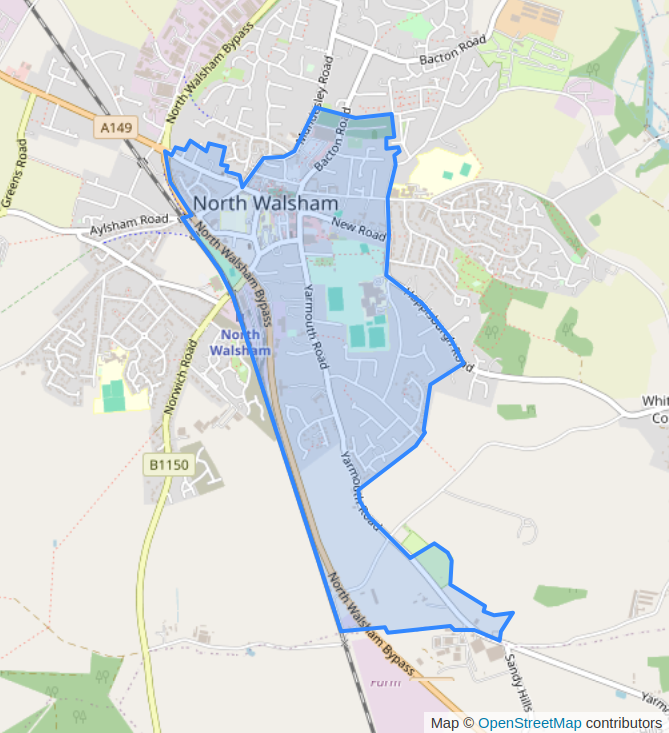 Bacton Road
North Walsham Bypass
Mundesley Road
A149
Bacton Road
Greens Road
North Walsham
Aylsham Road
New Road
North Walsham Bypass
Happisburgh Road
Yarmouth Road
North
Walsham
Norwich Road
Whit
Co
B1150
Yarmouth Road
North Walsham Bypass
Sandy Hills
Farm
Yarmo
Map © OpenStreetMap contributors